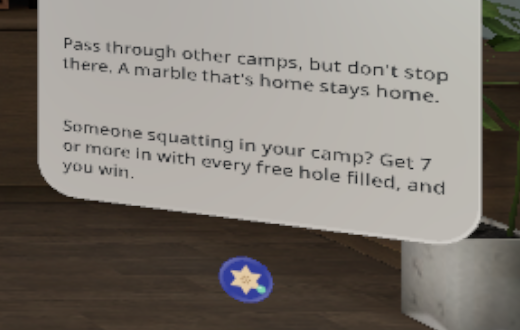 Pass through other camps, but don't stop
there. A marble that's home stays home.
Someone squatting in your camp? Get 7
or more in with every free hole filled, and
you win.